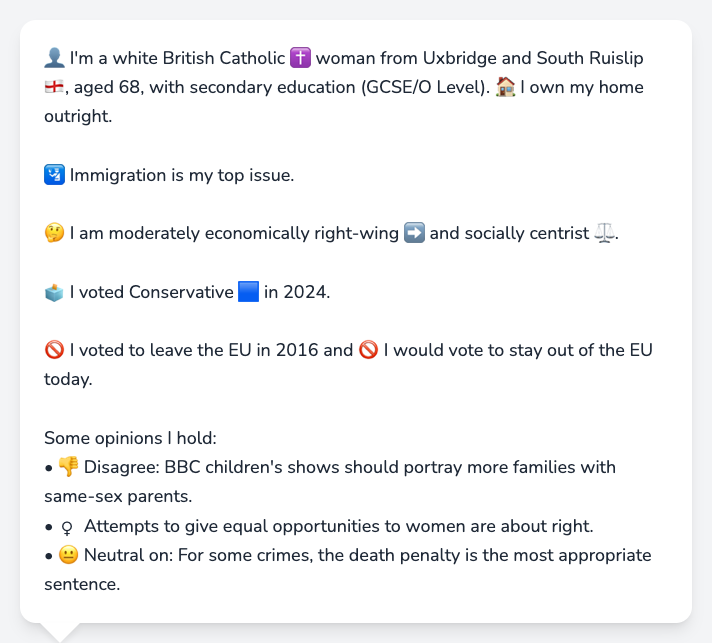 👤 I'm a white British Catholic ✝️ woman from Uxbridge and South Ruislip
🏴󠁧󠁢󠁥󠁮󠁧󠁿, aged 68, with secondary education (GCSE/O Level). 🏠 I own my home
outright.
🛂 Immigration is my top issue.
🤔 I am moderately economically right-wing ➡️ and socially centrist ⚖️.
🗳️ I voted Conservative 🟦 in 2024.
🚫 I voted to leave the EU in 2016 and 🚫 I would vote to stay out of the EU
today.
Some opinions I hold:
• 👎 Disagree: BBC children's shows should portray more families with
same-sex parents.
• ♀ Attempts to give equal opportunities to women are about right.
• 😐 Neutral on: For some crimes, the death penalty is the most appropriate
sentence.